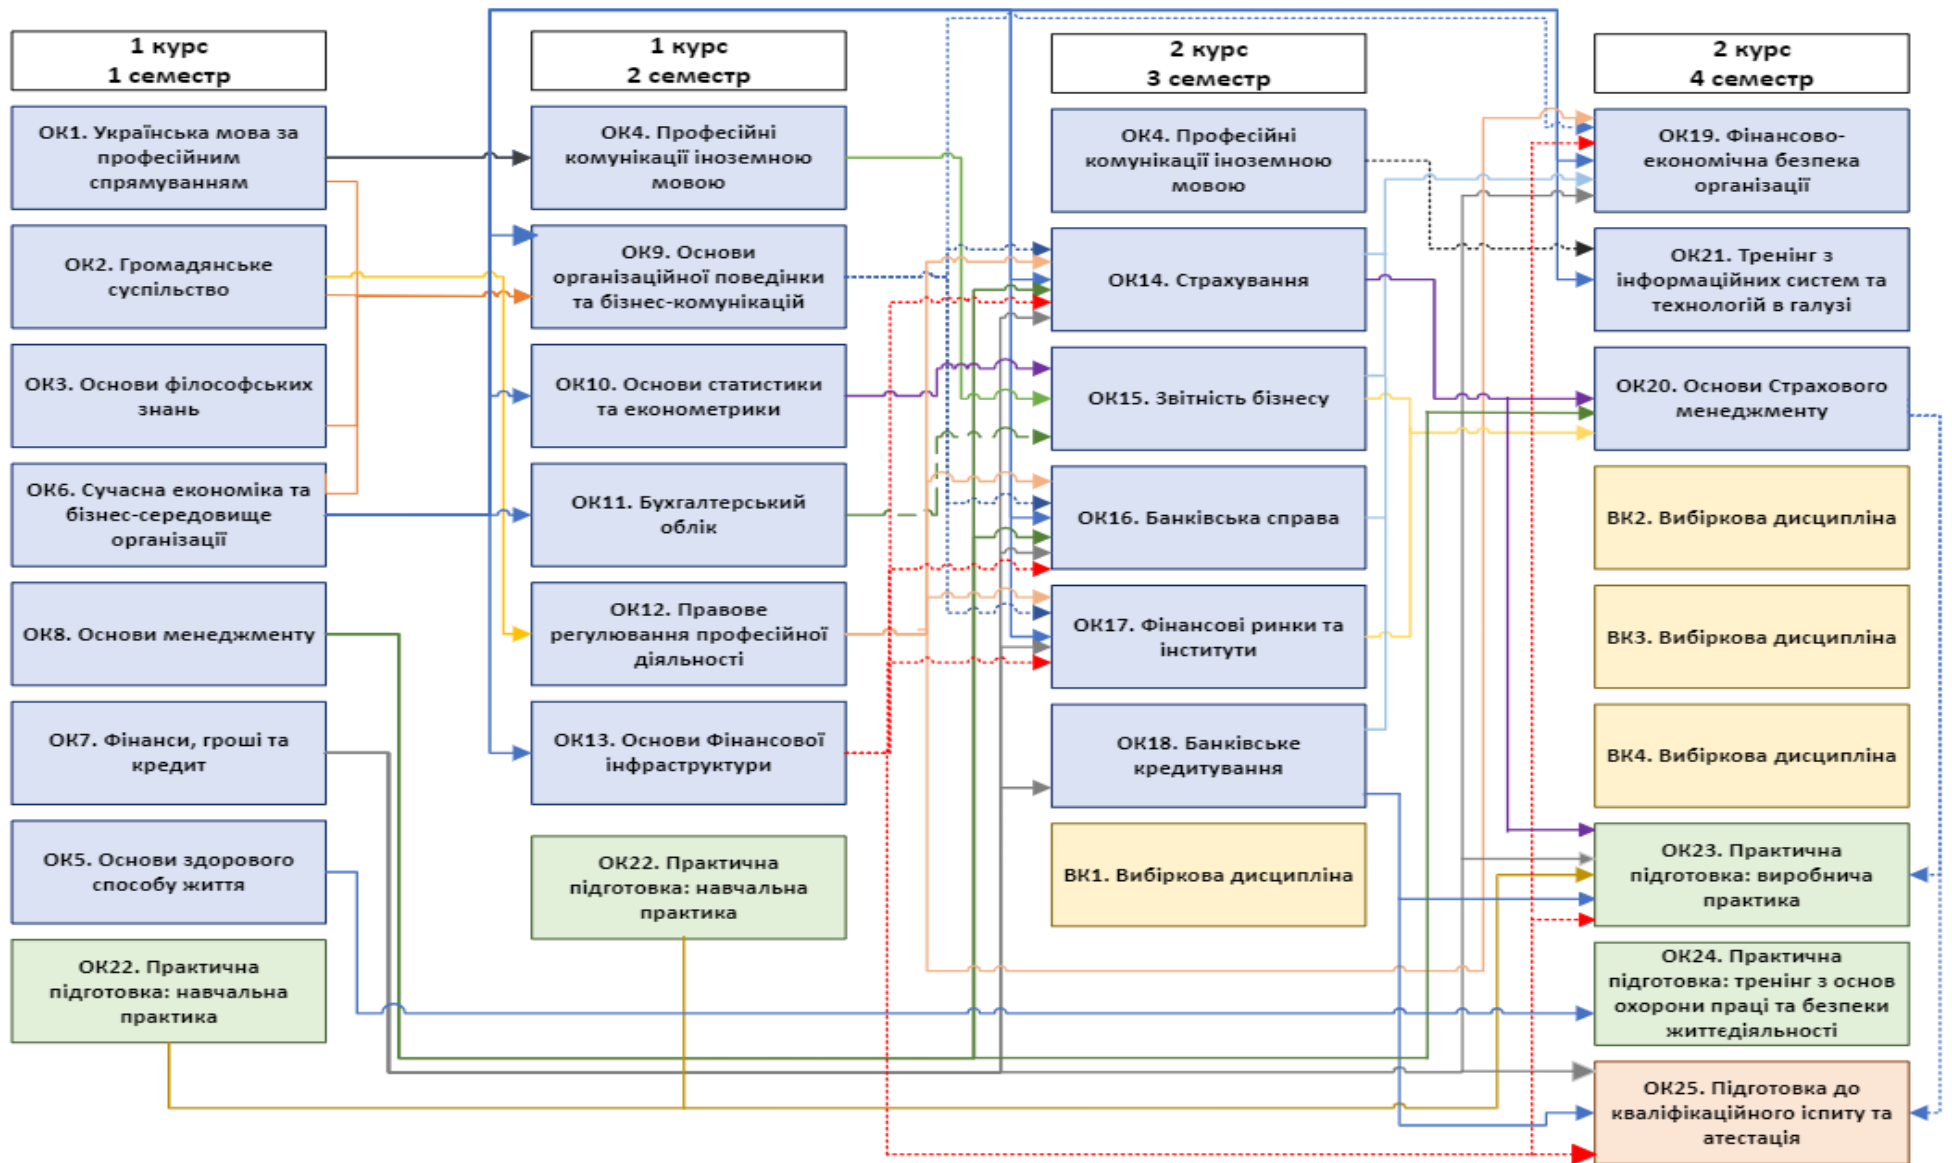 1 курс
1 семестр
ОК1. Українська мова за
професійним
спрямуванням
ОК2. Громадянське
суспільство
ОК3. Основи філософських
знань
ОК6. Сучасна економіка та
бізнес-середовище
організації
ОК8. Основи менеджменту
ОК7. Фінанси, гроші та
кредит
ОК5. Основи здорового
способу життя
ОК22. Практична
підготовка: навчальна
практика
1 курс
2 семестр
ОК4. Професійні
комунікації іноземною
мовою
ОК9. Основи
організаційної поведінки
та бізнес-комунікацій
ОК10. Основи статистики
та економетрики
ОК11. Бухгалтерський
облік
ОК12. Правове
регулювання професійної
діяльності
ОК13. Основи Фінансової
інфраструктури
ОК22. Практична
підготовка: навчальна
практика
2 курс
3 семестр
ОК4. Професійні
комунікації іноземною
мовою
ОК14. Страхування
ОК15. Звітність бізнесу
ОК16. Банківська справа
ОК17. Фінансові ринки та
інститути
ОК18. Банківське
кредитування
ВК1. Вибіркова дисципліна
2 курс
4 семестр
ОК19. Фінансово-
економічна безпека
організації
ОК21. Тренінг з
інформаційних систем та
технологій в галузі
ОК20. Основи Страхового
менеджменту
ВК2. Вибіркова дисципліна
ВК3. Вибіркова дисципліна
ВК4. Вибіркова дисципліна
ОК23. Практична
підготовка: виробнича
практика
ОК24. Практична
підготовка: тренінг з основ
охорони праці та безпеки
життєдіяльності
ОК25. Підготовка до
кваліфікаційного іспиту та
атестація